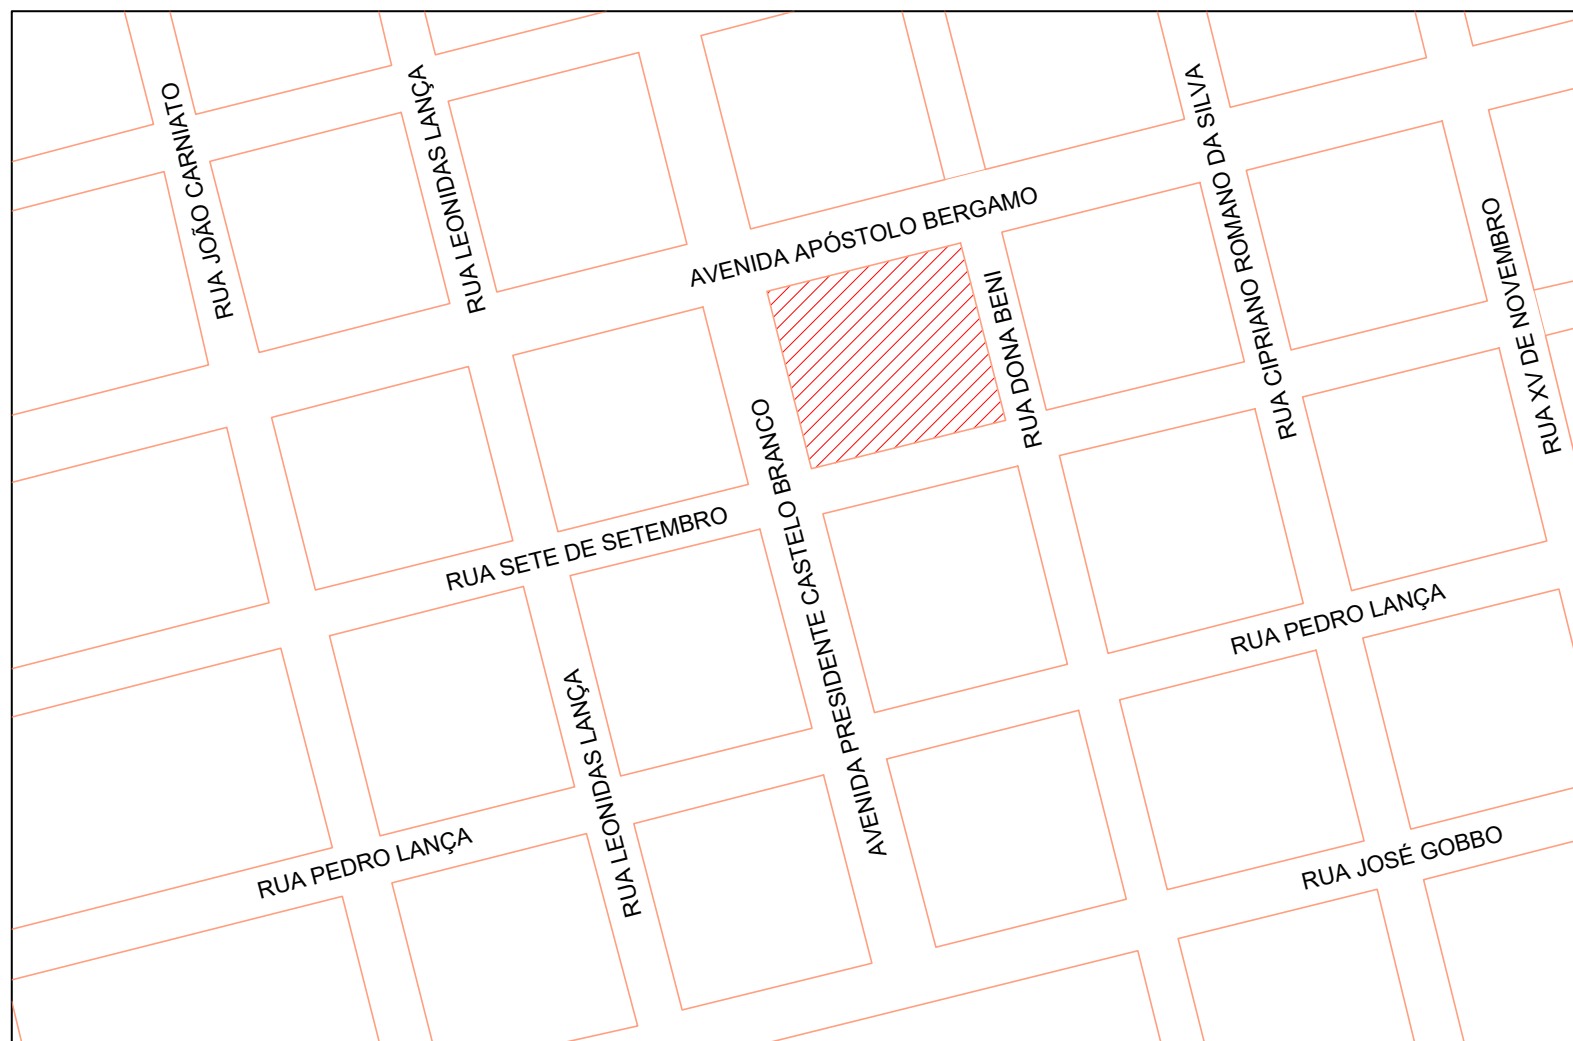 RUA JOÃO CARNIATO
RUA LEONIDAS LANÇA
RUA CIPRIANO ROMANO DA SILVA
AVENIDA APÓSTOLO BERGAMO
RUA XV DE NOVEMBRO
RUA DONA BENI
AVENIDA PRESIDENTE CASTELO BRANCO
RUA SETE DE SETEMBRO
RUA PEDRO LANÇA
RUA LEONIDAS LANÇA
RUA PEDRO LANÇA
RUA JOSÉ GOBBO